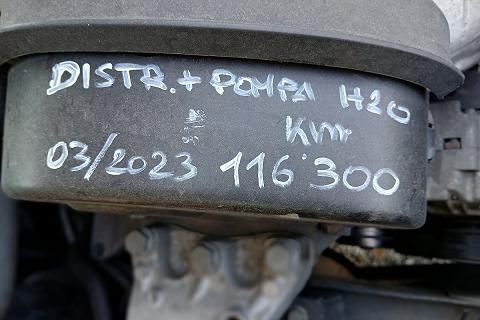 DISTR. + POMPA H2O
Km
03/2023 116'300